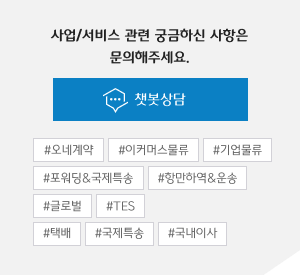 사업/서비스 관련 궁금하신 사항은
문의해주세요.
챗봇상담
#오네계약 #이커머스물류 #기업물류
#포워딩&국제특송 #항만하역&운송
#글로벌 #TES
#택배 #국제특송 #국내이사